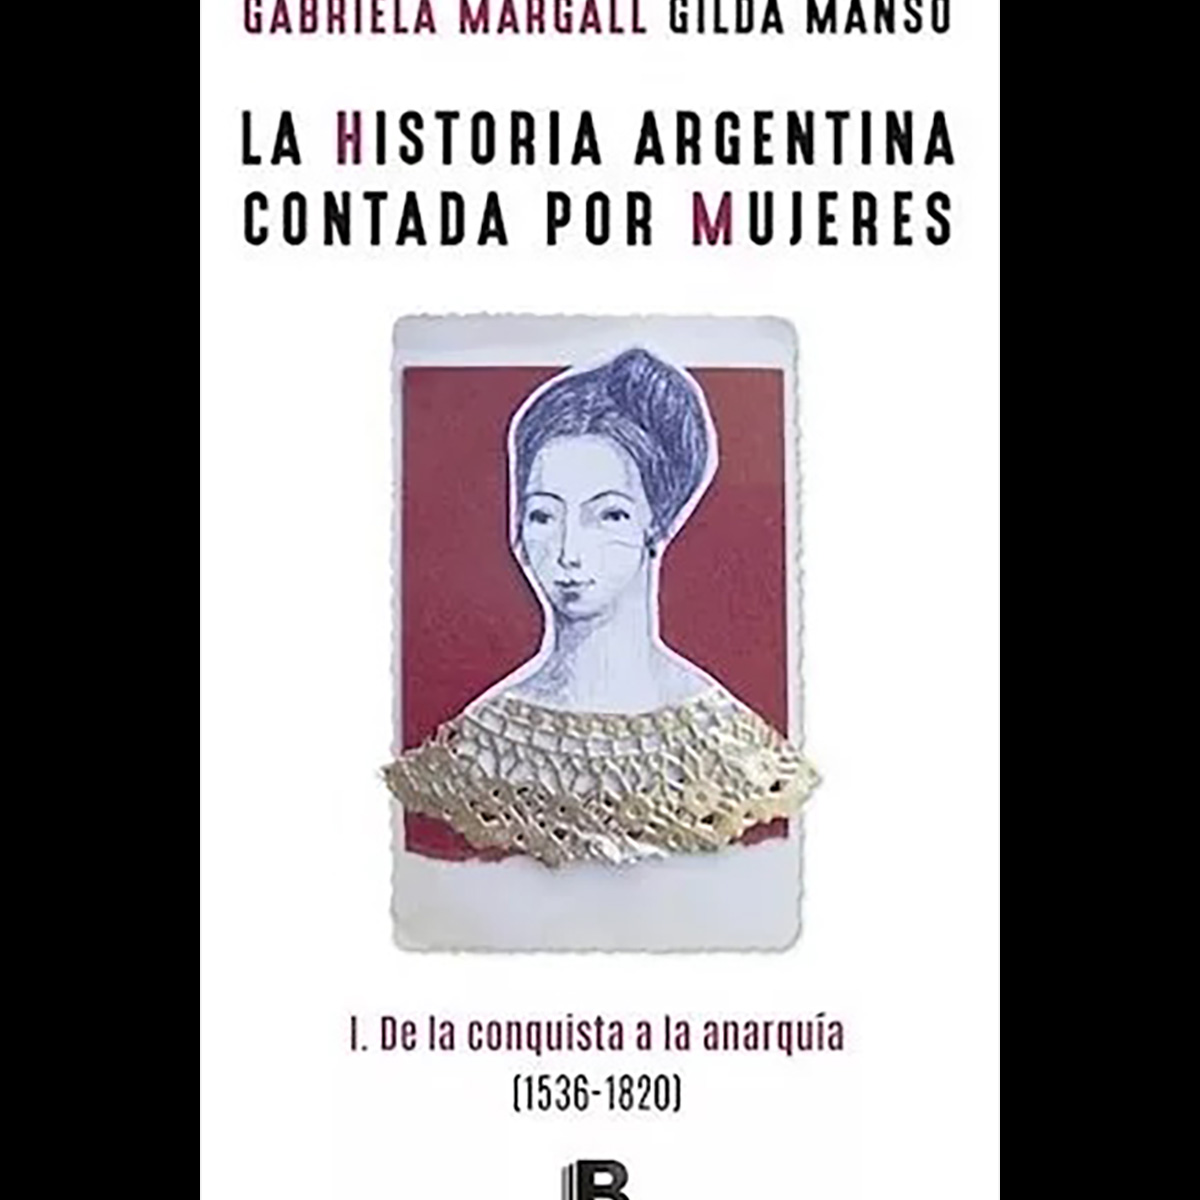 GABRIELA MARGALL GILDA MANSO
LA HISTORIA ARGENTINA
CONTADA POR MUJERES
I. De la conquista a la anarquía
(1536-1820)
B